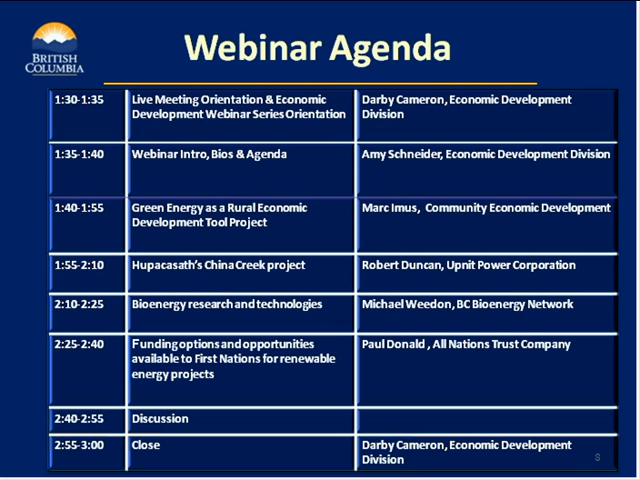 BRITISH
COLUMBIA
Webinar Agenda
1:30-1:35 Live Meeting Orientation & Economic Darby Cameron, Economic Development
Development Webinar Series Orientation Division
1:35-1:40 Webinar Intro, Bios & Agenda Amy Schneider, Economic Development Division
1:40-1:55 Green Energy as a Rural Economic Marc Imus, Community Economic Development
Development Tool Project
1:55-2:10 Hupacasath's China Creek project Robert Duncan, Upnit Power Corporation
2:10-2:25 Bioenergy research and technologies Michael Weedon, BC Bioenergy Network
2:25-2:40 Funding options and opportunities Paul Donald , All Nations Trust Company
available to First Nations for renewable
energy projects
2:40-2:55 Discussion
2:55-3:00 Close Darby Cameron, Economic Development
Division
8